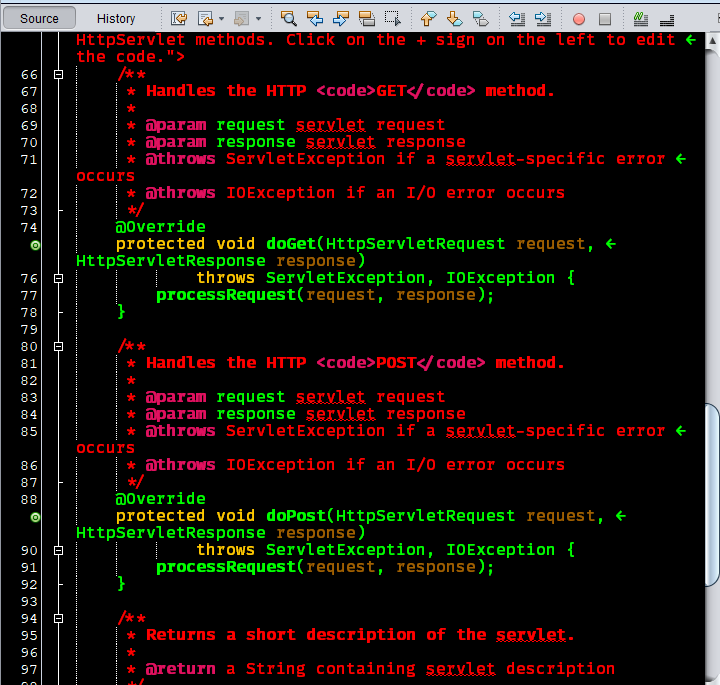 Source History
HttpServlet methods. Click on the + sign on the left to edit ←
the code.">
66 /**
67 * Handles the HTTP <code>GET</code> method.
68 *
69 * @param request servlet request
70 * @param response servlet response
71 * @throws ServletException if a servlet-specific error ←
occurs
72 * @throws IOException if an I/O error occurs
73 */
74 @Override
protected void doGet(HttpServletRequest request, ←
HttpServletResponse response)
76 throws ServletException, IOException {
77 processRequest(request, response);
78 }
79
80 /**
81 * Handles the HTTP <code>POST</code> method.
82 *
83 * @param request servlet request
84 * @param response servlet response
85 * @throws ServletException if a servlet-specific error ←
occurs
86 * @throws IOException if an I/O error occurs
87 */
88 @Override
protected void doPost(HttpServletRequest request, ←
HttpServletResponse response)
90 throws ServletException, IOException {
91 processRequest(request, response);
92 }
93
94 /**
95 * Returns a short description of the servlet.
96 *
97 * @return a String containing servlet description